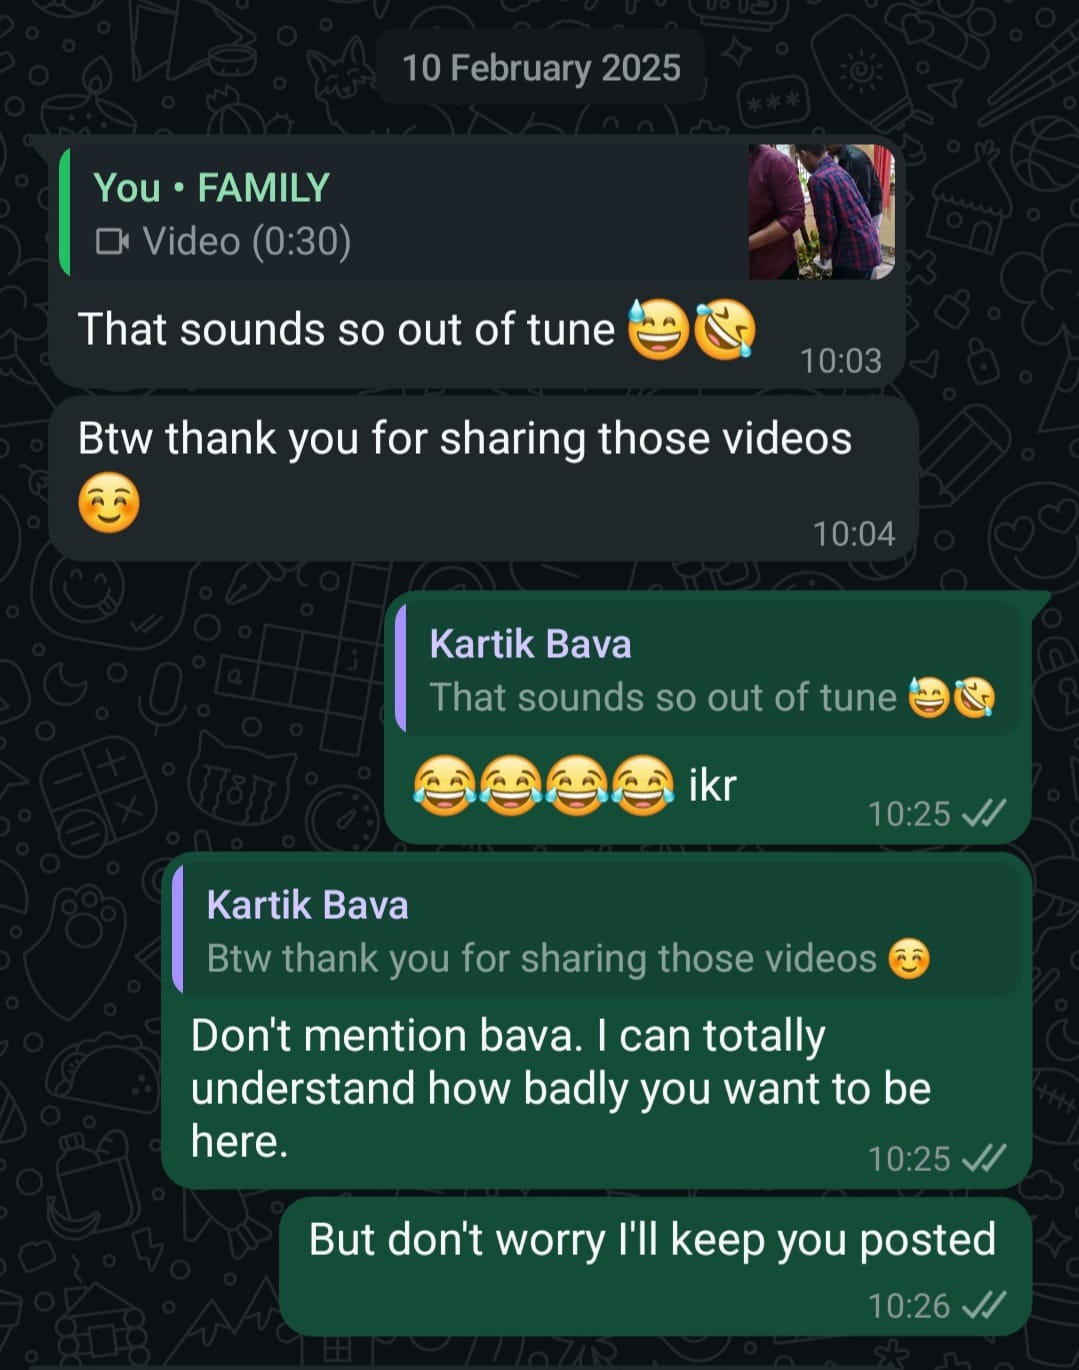 10 February 2025
You • FAMILY
Video (0:30)
That sounds so out of tune 😅🤣
10:03
Btw thank you for sharing those videos
☺️
10:04
Kartik Bava
That sounds so out of tune 😅🤣
😂😂😂😂 ikr
10:25
Kartik Bava
Btw thank you for sharing those videos ☺️
Don't mention bava. I can totally
understand how badly you want to be
here.
10:25
But don't worry I'll keep you posted
10:26